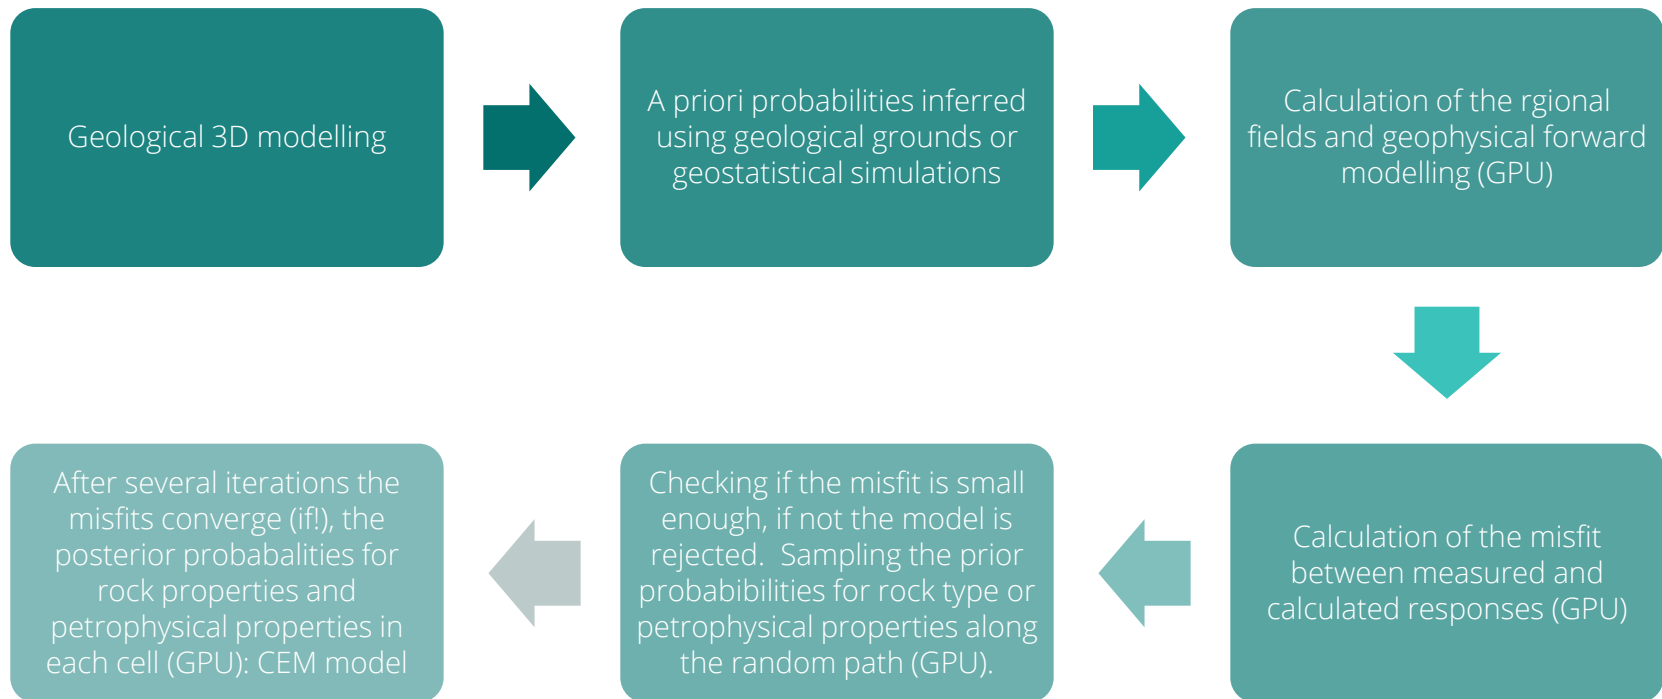 Geological 3D modelling
A priori probabilities inferred
using geological grounds or
geostatistical simulations
Calculation of the rgional
fields and geophysical forward
modelling (GPU)
Calculation of the misfit
between measured and
calculated responses (GPU)
Checking if the misfit is small
enough, if not the model is
rejected.  Sampling the prior
probabibilities for rock type or
petrophysical properties along
the random path (GPU).
After several iterations the
misfits converge (if!), the
posterior probabalities for
rock properties and
petrophysical properties in
each cell (GPU): CEM model